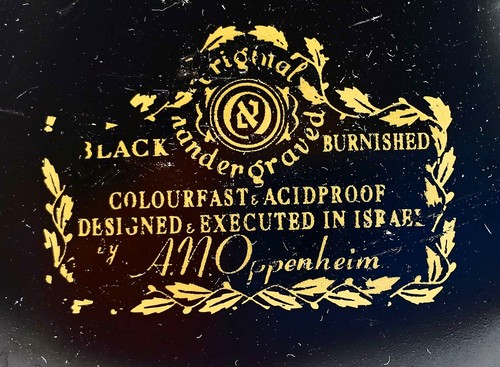 Original
handengraved
BLACK BURNISHED
COLOURFAST & ACIDPROOF
DESIGNED & EXECUTED IN ISRAEL
by A.N.Oppenheim